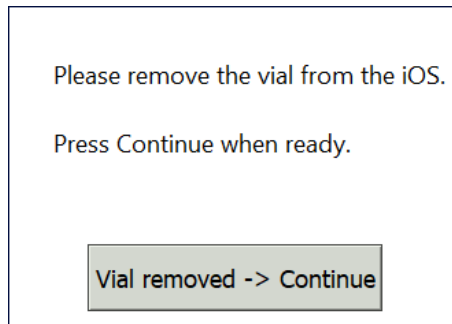 Please remove the vial from the iOS.
Press Continue when ready.
Vial removed -> Continue